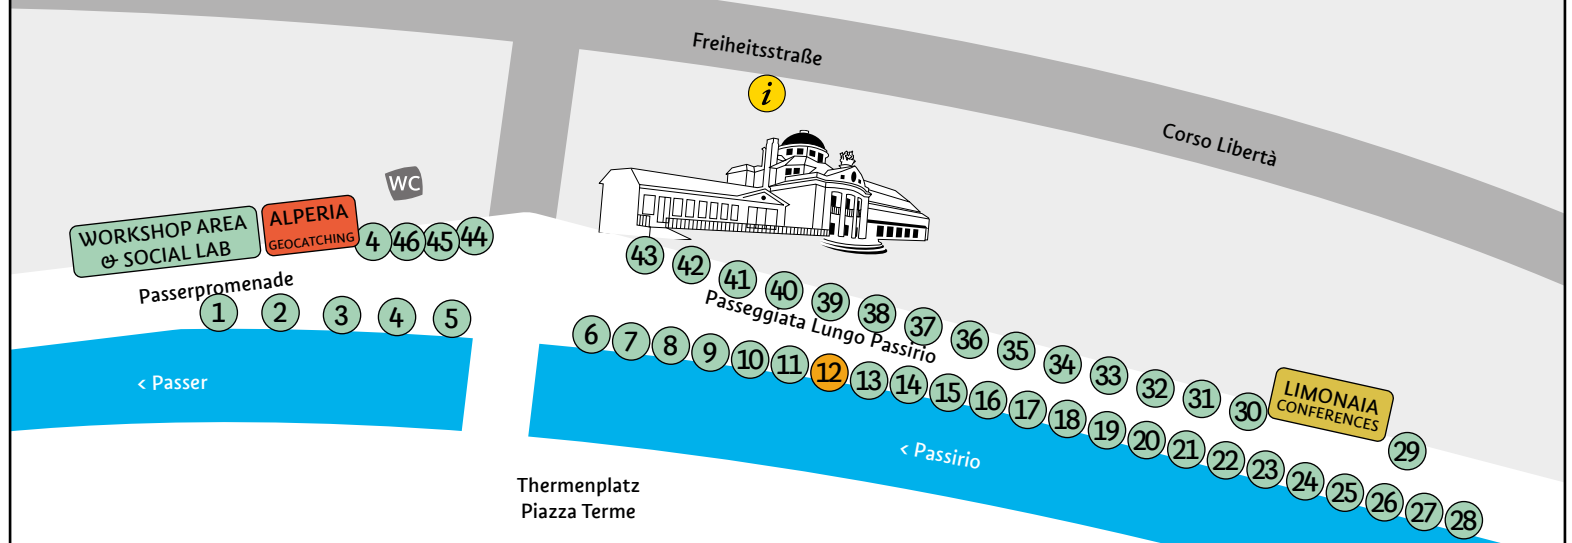 Freiheitsstraße
i
Corso Libertà
WC
WORKSHOP AREA
& SOCIAL LAB
ALPERIA
GEOCATCHING
4 46 45 44
Passerpromenade
1 2 3 4 5
43 42 41 40 39 38 37 36 35 34 33 32 31 30
LIMONAIA
CONFERENCES
29
Passeggiata Lungo Passirio
6 7 8 9 10 11 12 13 14 15 16 17 18 19 20 21 22 23 24 25 26 27 28
< Passer
< Passirio
Thermenplatz
Piazza Terme